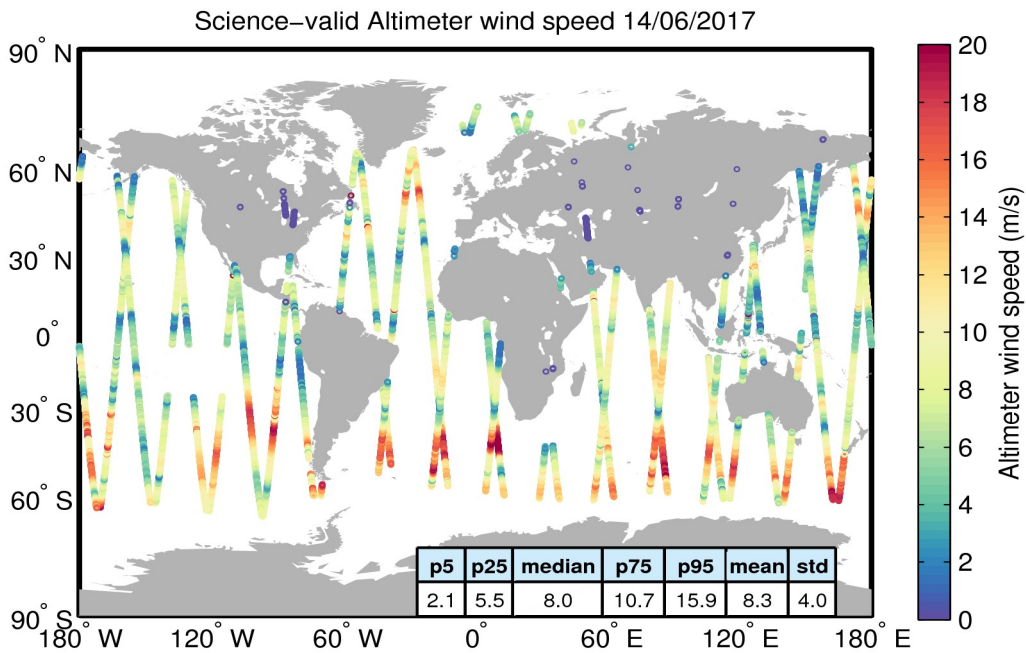 Science−valid Altimeter wind speed 14/06/2017
90° N
60° N
30° N
0°
30° S
60° S
90° S
180° W
120° W
60° W
0°
60° E
120° E
180° E
p5 p25 median p75 p95 mean std
2.1 5.5 8.0 10.7 15.9 8.3 4.0
20
18
16
14
12
10
8
6
4
2
0
Altimeter wind speed (m/s)